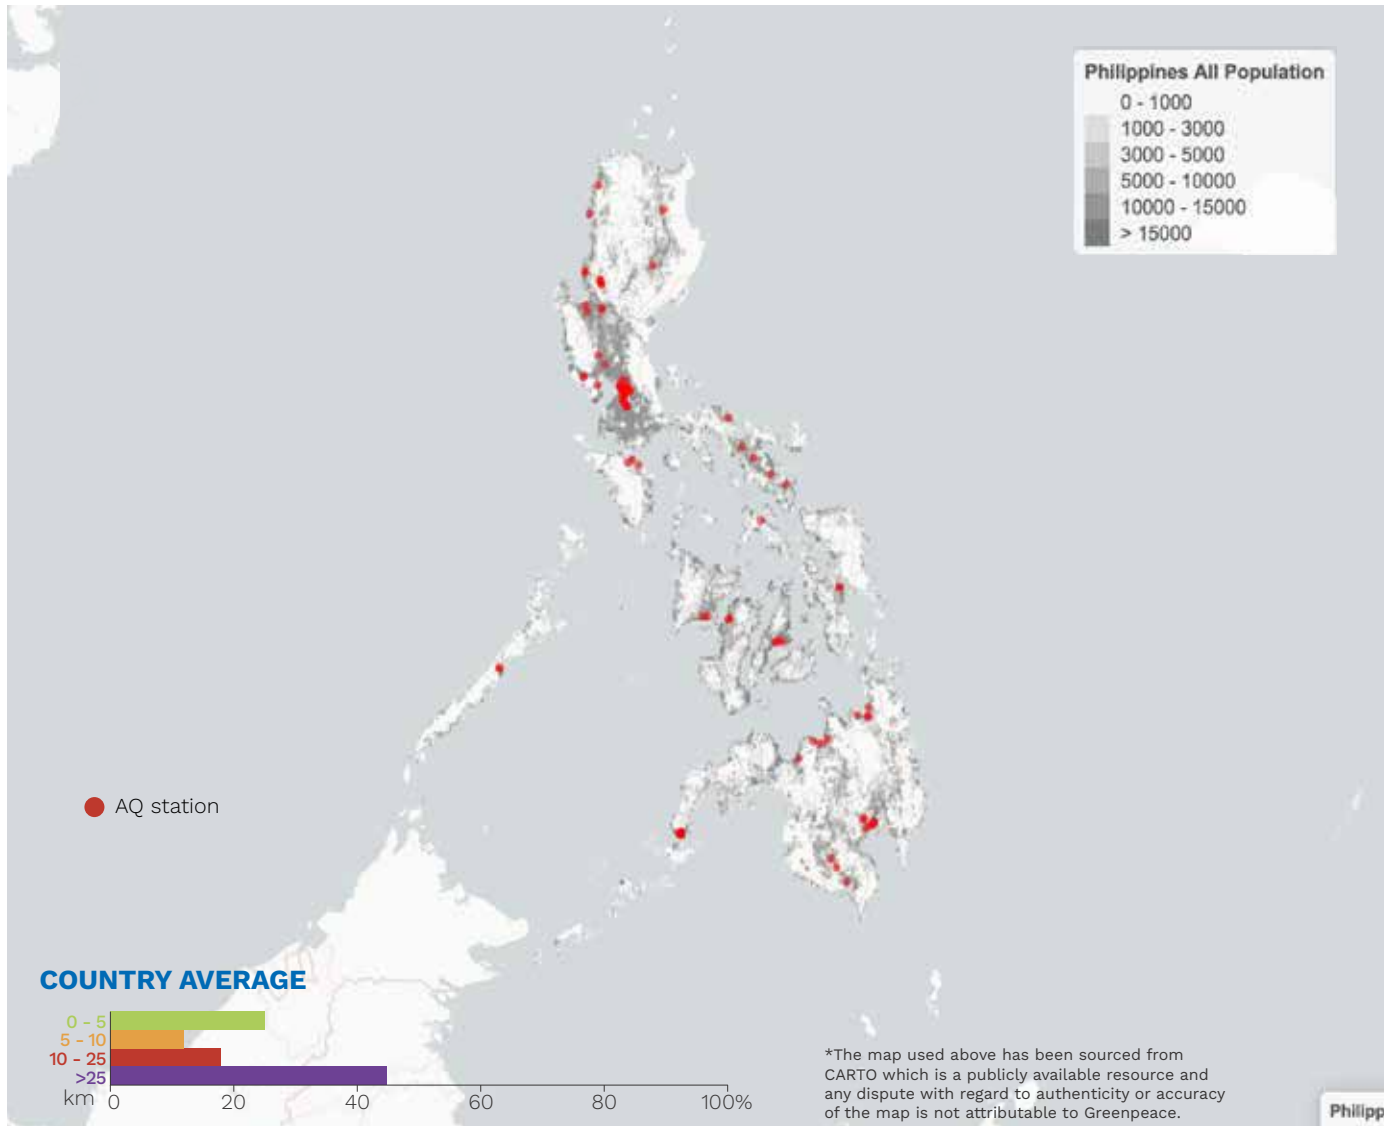 Philippines All Population
0 - 1000
1000 - 3000
3000 - 5000
5000 - 10000
10000 - 15000
> 15000
AQ station
COUNTRY AVERAGE
0 - 5
5 - 10
10 - 25
>25
km 0 20 40 60 80 100%
*The map used above has been sourced from
CARTO which is a publicly available resource and
any dispute with regard to authenticity or accuracy
of the map is not attributable to Greenpeace.
Philipp